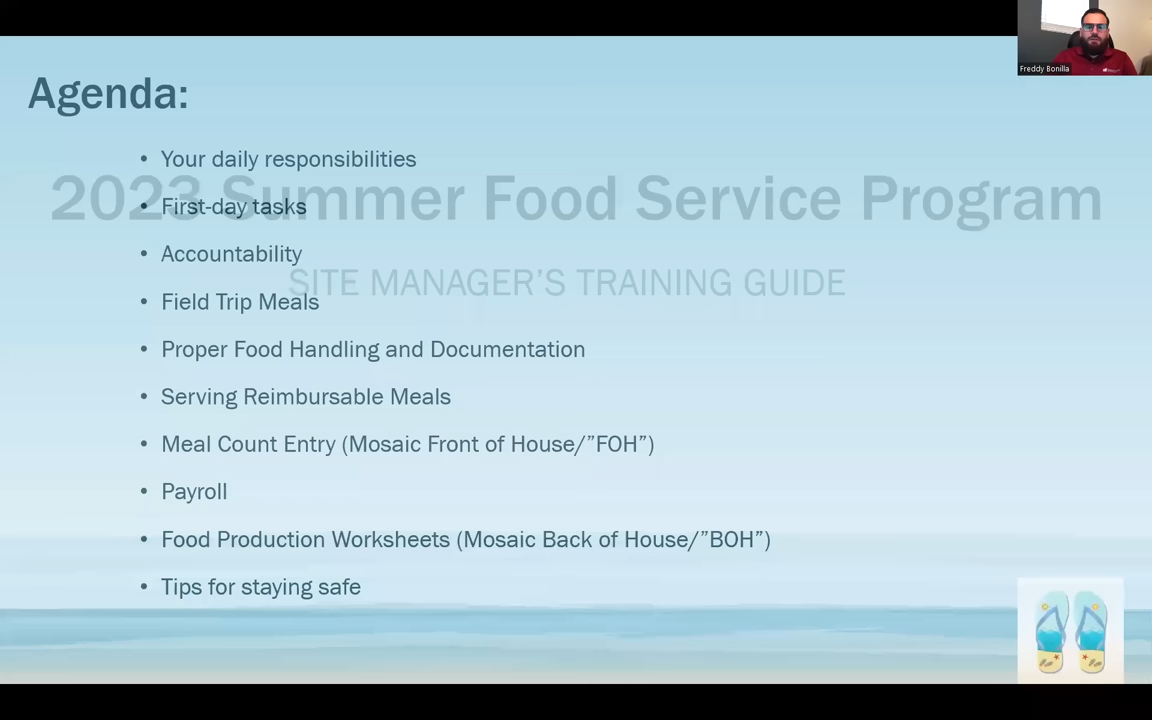 Freddy Bonilla
Agenda:
• Your daily responsibilities
2023 Summer Food Service Program
• First-day tasks
• Accountability
SITE MANAGER'S TRAINING GUIDE
• Field Trip Meals
• Proper Food Handling and Documentation
• Serving Reimbursable Meals
• Meal Count Entry (Mosaic Front of House/”FOH”)
• Payroll
• Food Production Worksheets (Mosaic Back of House/”BOH”)
• Tips for staying safe